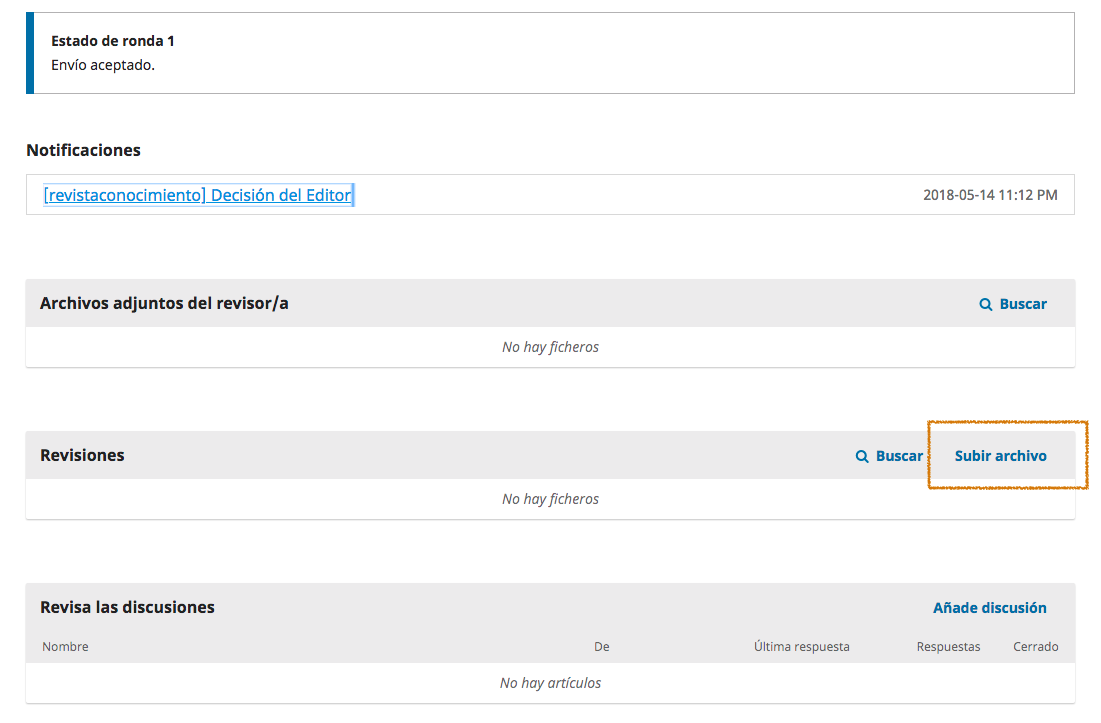 Estado de ronda 1
Envío aceptado.
Notificaciones
[revistaconocimiento] Decisión del Editor 2018-05-14 11:12 PM
Archivos adjuntos del revisor/a Buscar
No hay ficheros
Revisiones Buscar Subir archivo
No hay ficheros
Revisa las discusiones Añade discusión
Nombre De Última respuesta Respuestas Cerrado
No hay artículos